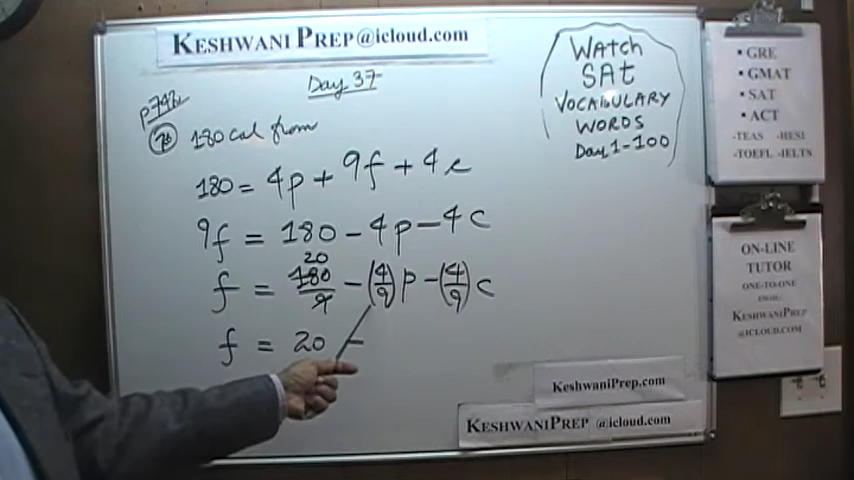 KESHWANI PREP@icloud.com
Day 37
p742
180 cal from
180 = 4p + 9f + 4c
9f = 180 - 4p - 4c
20
f = 180/9 - (4/9)p - (4/9)c
f = 20 -
WAtch
SAt
VOCABULARY
WORDS
Day 1-100
▪ GRE
▪ GMAT
▪ SAT
▪ ACT
-TEAS -HESI
-TOEFL -IELTS
ON-LINE
TUTOR
ONE-TO-ONE
EMAIL:
KESHWANIPREP
@iCLOUD.COM
KeshwaniPrep.com
KESHWANIPREP @icloud.com